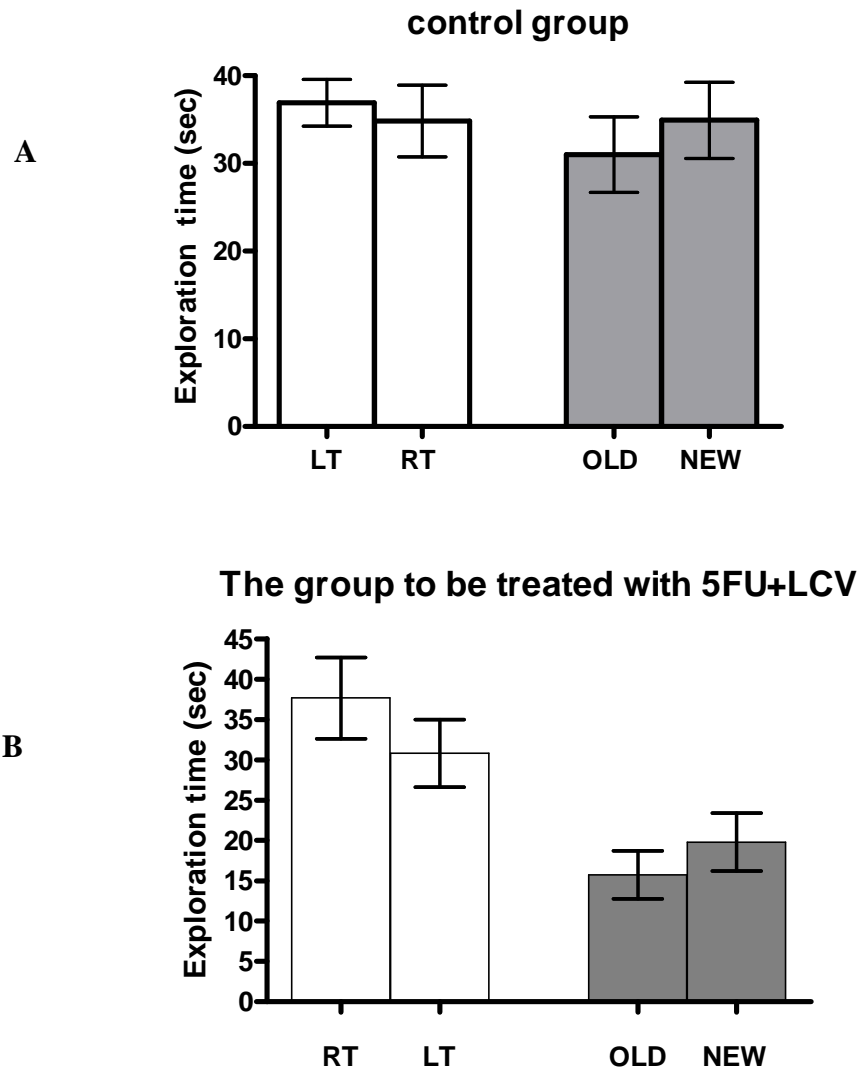 control group
A
Exploration time (sec)
40
30
20
10
0
LT RT OLD NEW
The group to be treated with 5FU+LCV
B
Exploration time (sec)
45
40
35
30
25
20
15
10
5
0
RT LT OLD NEW